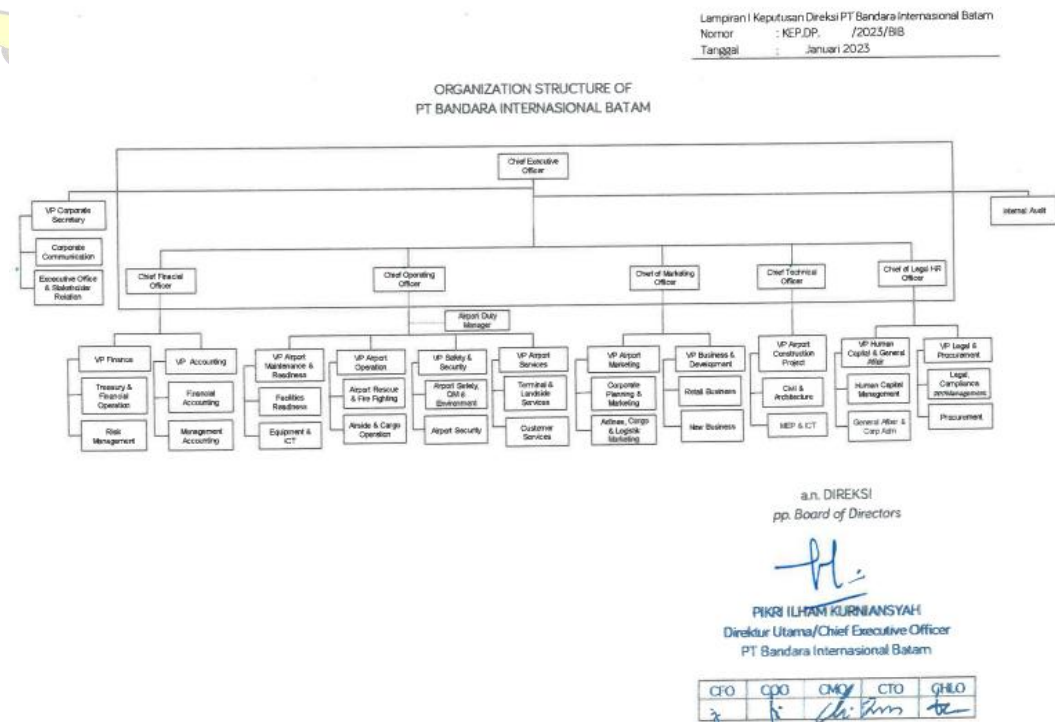 Lampiran I Keputusan Direksi PT Bandara Internasional Batam
Nomor : KEP.DP. /2023/BIB
Tanggal : Januari 2023
ORGANIZATION STRUCTURE OF
PT BANDARA INTERNASIONAL BATAM
Chief Executive
Officer
VP Corporate
Secretary
Internal Audit
Corporate
Communication
Excecutive Office
& Stakeholder
Relation
Chief Finacial
Officer
Chief Operating
Officer
Chief of Marketing
Officer
Chief Technical
Officer
Chief of Legal HR
Officer
Airport Duty
Manager
VP Finance
VP Accounting
VP Airport
Maintenance &
Readiness
VP Airport
Operation
VP Safety &
Security
VP Airport
Services
VP Airport
Marketing
VP Business &
Development
VP Airport
Construction
Project
VP Human
Capital & General
Affair
VP Legal &
Procurement
Treasury &
Financial
Operation
Financial
Accounting
Facilities
Readiness
Airport Rescue
& Fire Fighting
Airport Safety,
QM &
Environment
Terminal &
Landside
Services
Corporate
Planning &
Marketing
Retail Business
Civil &
Architecture
Human Capital
Management
Legal,
Compliance
Risk
Management
Management
Accounting
Equipment &
ICT
Airside & Cargo
Operation
Airport Security
Customer
Services
Airlines, Cargo
& Logistik
Marketing
New Business
MEP & ICT
General Affair &
Corp Adm
Procurement
a.n. DIREKSI
pp. Board of Directors
PIKRI ILHAM KURNIANSYAH
Direktur Utama/Chief Executive Officer
PT Bandara Internasional Batam
CFO COO CMO CTO GHLO